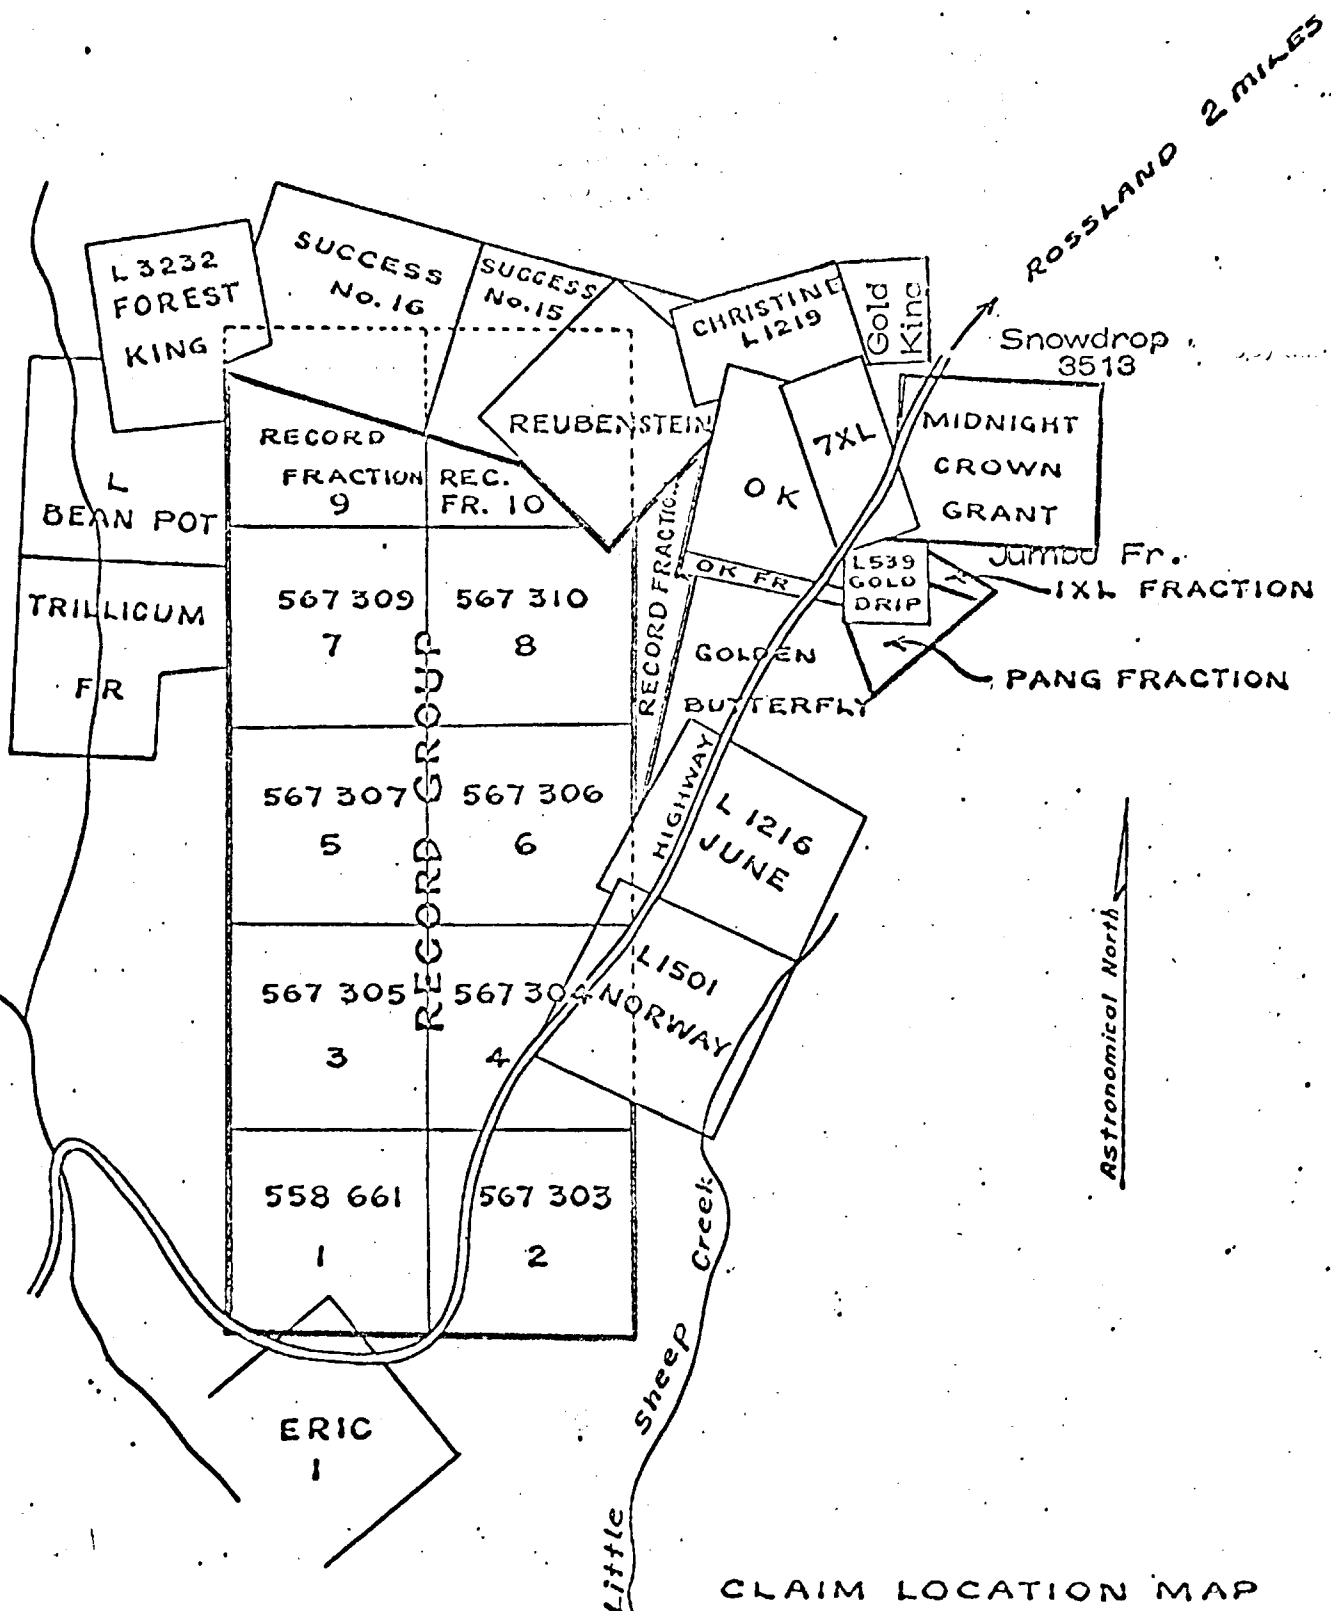 ROSSLAND 2 MILES
L 3232
FOREST
KING
SUCCESS
No. 16
SUCCESS
No. 15
CHRISTINE
L 1219
Gold
King
Snowdrop
3513
MIDNIGHT
CROWN
GRANT
REUBENSTEIN
7XL
OK
L
BEAN POT
RECORD
FRACTION
9
REC.
FR. 10
RECORD FRACTION
OK FR
L539
GOLD
DRIP
Jumbo Fr.
IXL FRACTION
PANG FRACTION
TRILLICUM
FR
567 309
7
567 310
8
GOLDEN
BUTTERFLY
RECORD GROUP
567 307
5
567 306
6
HIGHWAY
L 1216
JUNE
567 305
3
567 304
4
L1501
NORWAY
Astronomical North
558 661
1
567 303
2
ERIC
1
Little Sheep Creek
CLAIM LOCATION MAP